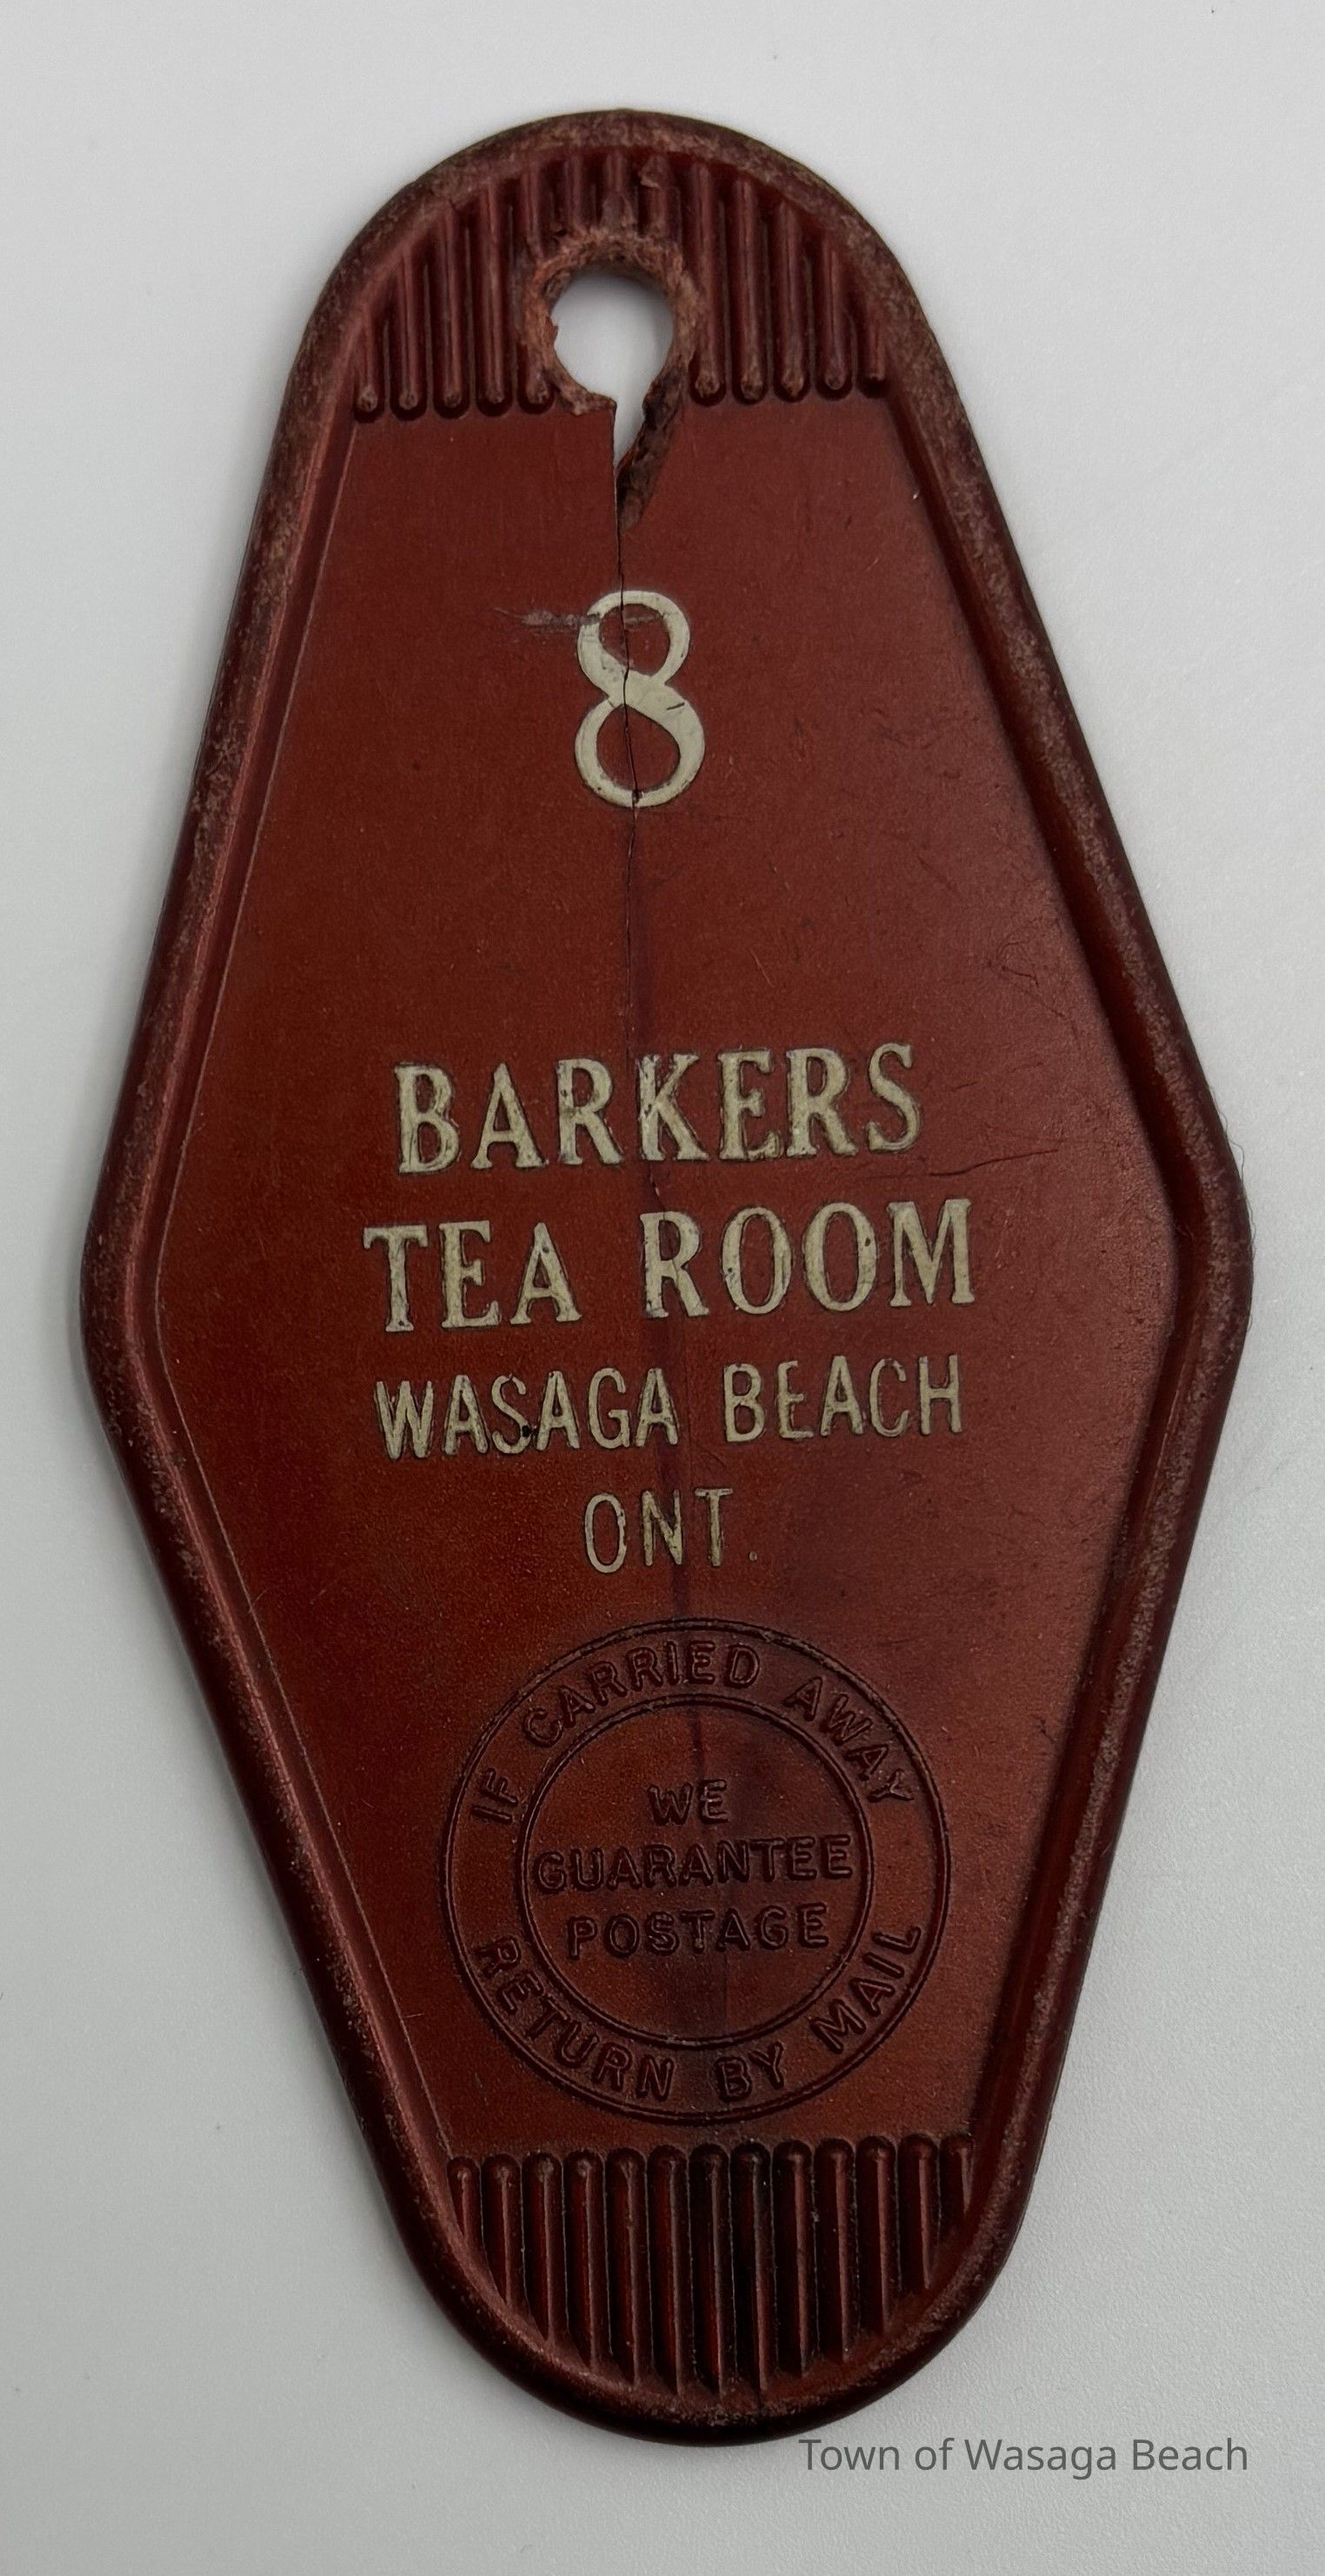 8
BARKERS
TEA ROOM
WASAGA BEACH
ONT.
IF CARRIED AWAY
WE
GUARANTEE
POSTAGE
RETURN BY MAIL
Town of Wasaga Beach